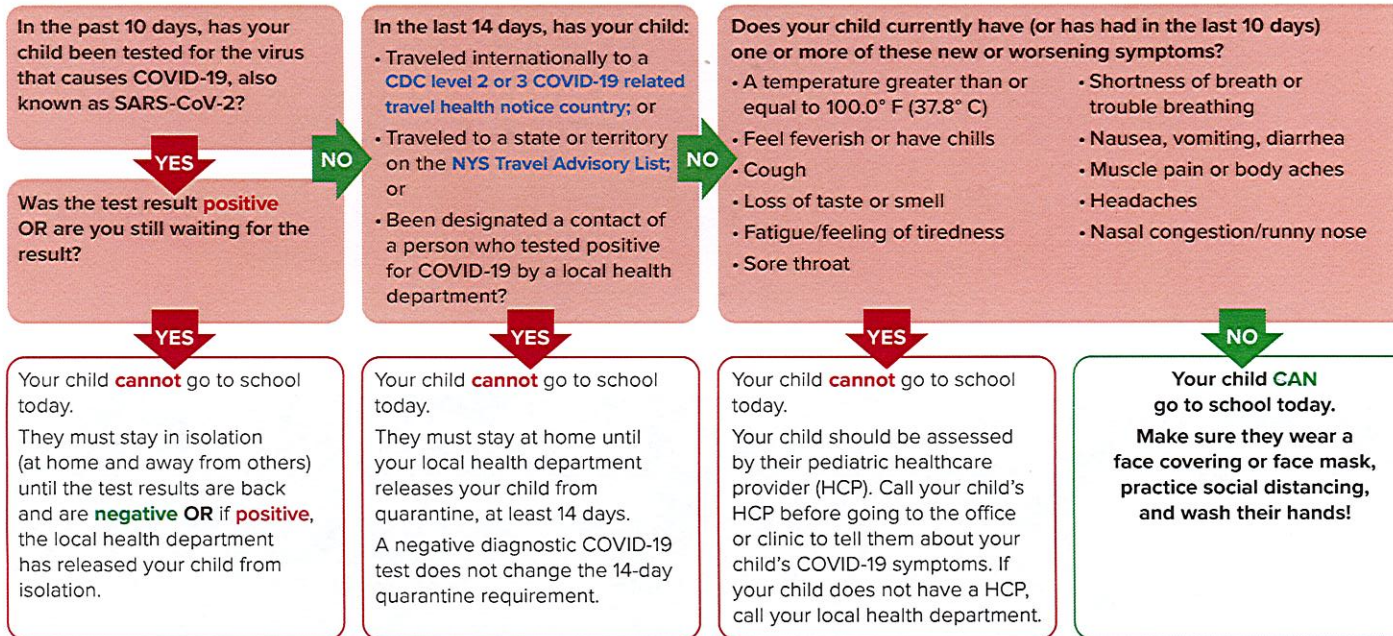 In the past 10 days, has your
child been tested for the virus
that causes COVID-19, also
known as SARS-CoV-2?
YES
NO
Was the test result positive
OR are you still waiting for the
result?
YES
Your child cannot go to school
today.
They must stay in isolation
(at home and away from others)
until the test results are back
and are negative OR if positive,
the local health department
has released your child from
isolation.
In the last 14 days, has your child:
• Traveled internationally to a
CDC level 2 or 3 COVID-19 related
travel health notice country; or
• Traveled to a state or territory
on the NYS Travel Advisory List;
or
• Been designated a contact of
a person who tested positive
for COVID-19 by a local health
department?
NO
YES
Your child cannot go to school
today.
They must stay at home until
your local health department
releases your child from
quarantine, at least 14 days.
A negative diagnostic COVID-19
test does not change the 14-day
quarantine requirement.
Does your child currently have (or has had in the last 10 days)
one or more of these new or worsening symptoms?
• A temperature greater than or
equal to 100.0° F (37.8° C)
• Feel feverish or have chills
• Cough
• Loss of taste or smell
• Fatigue/feeling of tiredness
• Sore throat
• Shortness of breath or
trouble breathing
• Nausea, vomiting, diarrhea
• Muscle pain or body aches
• Headaches
• Nasal congestion/runny nose
YES
Your child cannot go to school
today.
Your child should be assessed
by their pediatric healthcare
provider (HCP). Call your child's
HCP before going to the office
or clinic to tell them about your
child's COVID-19 symptoms. If
your child does not have a HCP,
call your local health department.
NO
Your child CAN
go to school today.
Make sure they wear a
face covering or face mask,
practice social distancing,
and wash their hands!